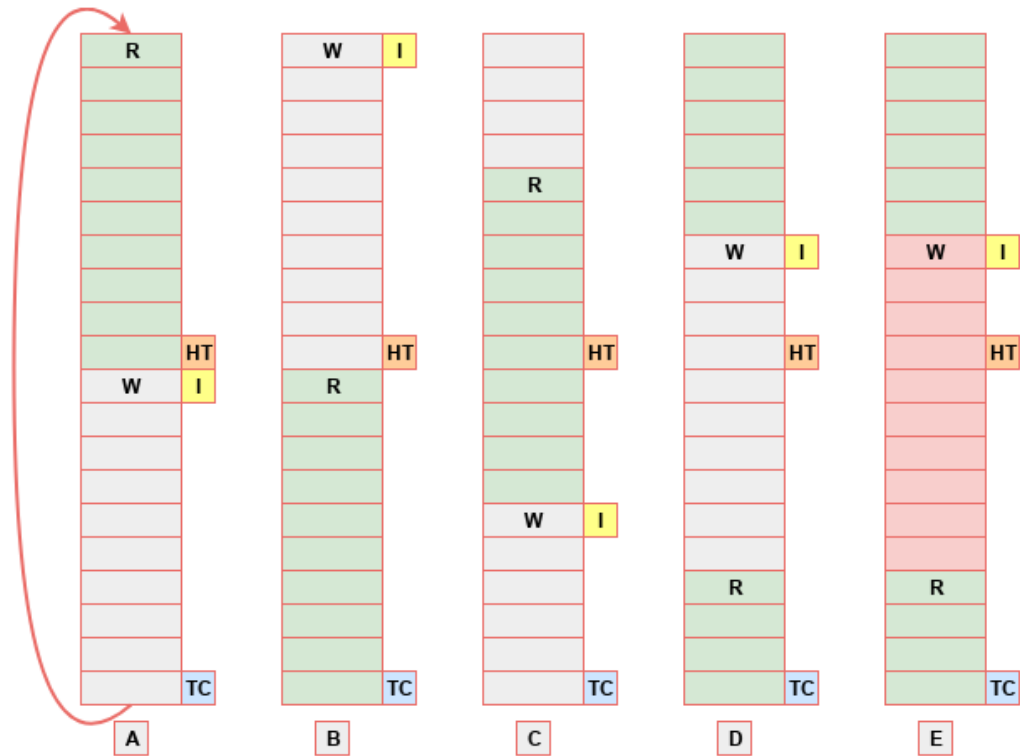 R W I
R
W I W I
HT HT HT HT HT
W I R
W I
R R
TC TC TC TC TC
A B C D E